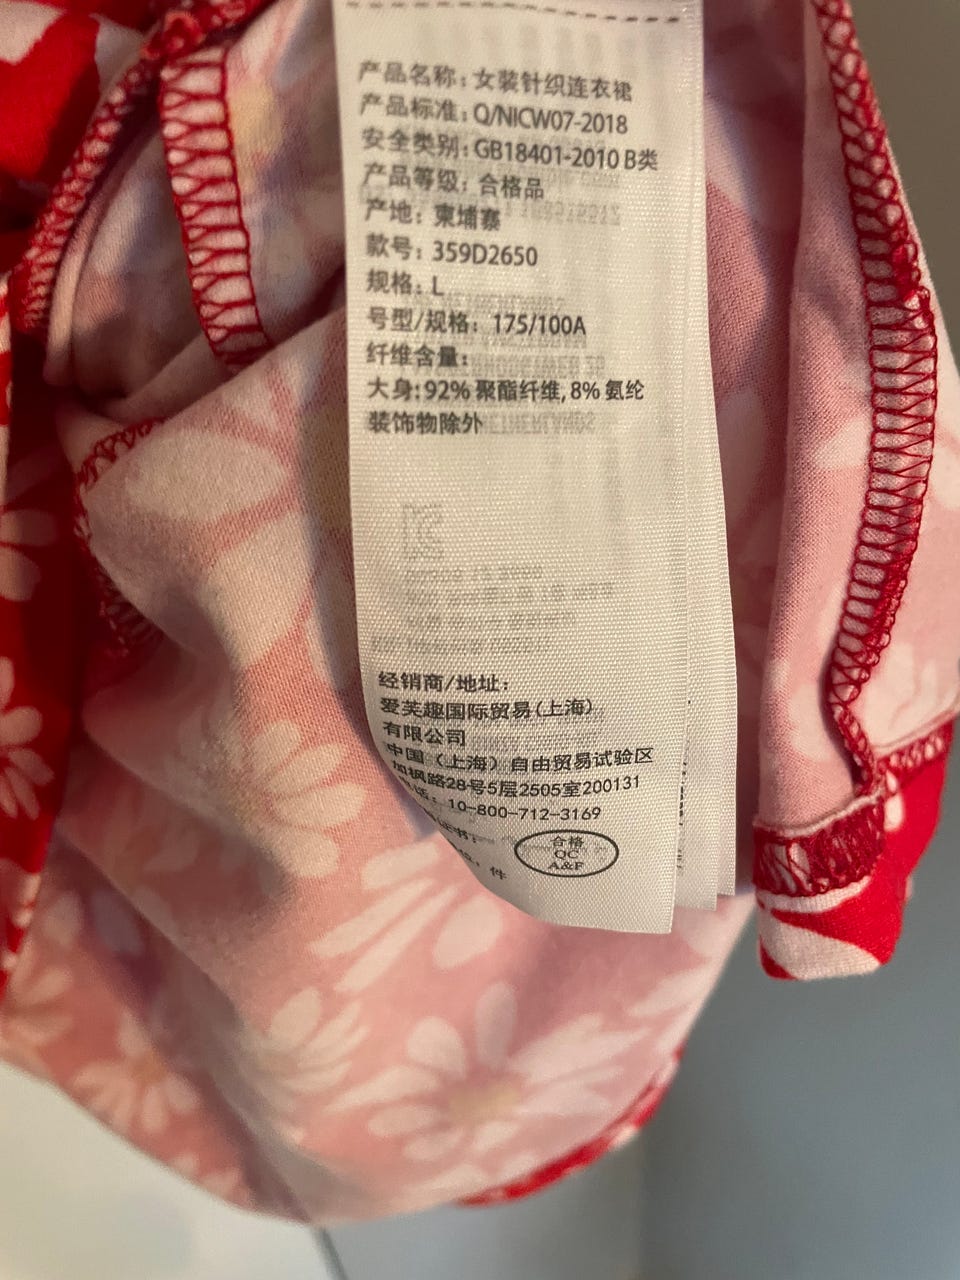 产品名称:女装针织连衣裙
产品标准:Q/NICW07-2018
安全类别:GB18401-2010 B类
产品等级:合格品
产地:柬埔寨
款号:359D2650
规格:L
号型/规格: 175/100A
纤维含量:
大身:92% 聚酯纤维,8% 氨纶
装饰物除外
经销商/地址:
爱芙趣国际贸易(上海)
有限公司
中国(上海)自由贸易试验区
加枫路28号5层2505室200131
10-800-712-3169
件
合格
QC
A&F